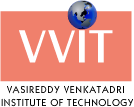 VVIT
VASIREDDY VENKATADRI
INSTITUTE OF TECHNOLOGY